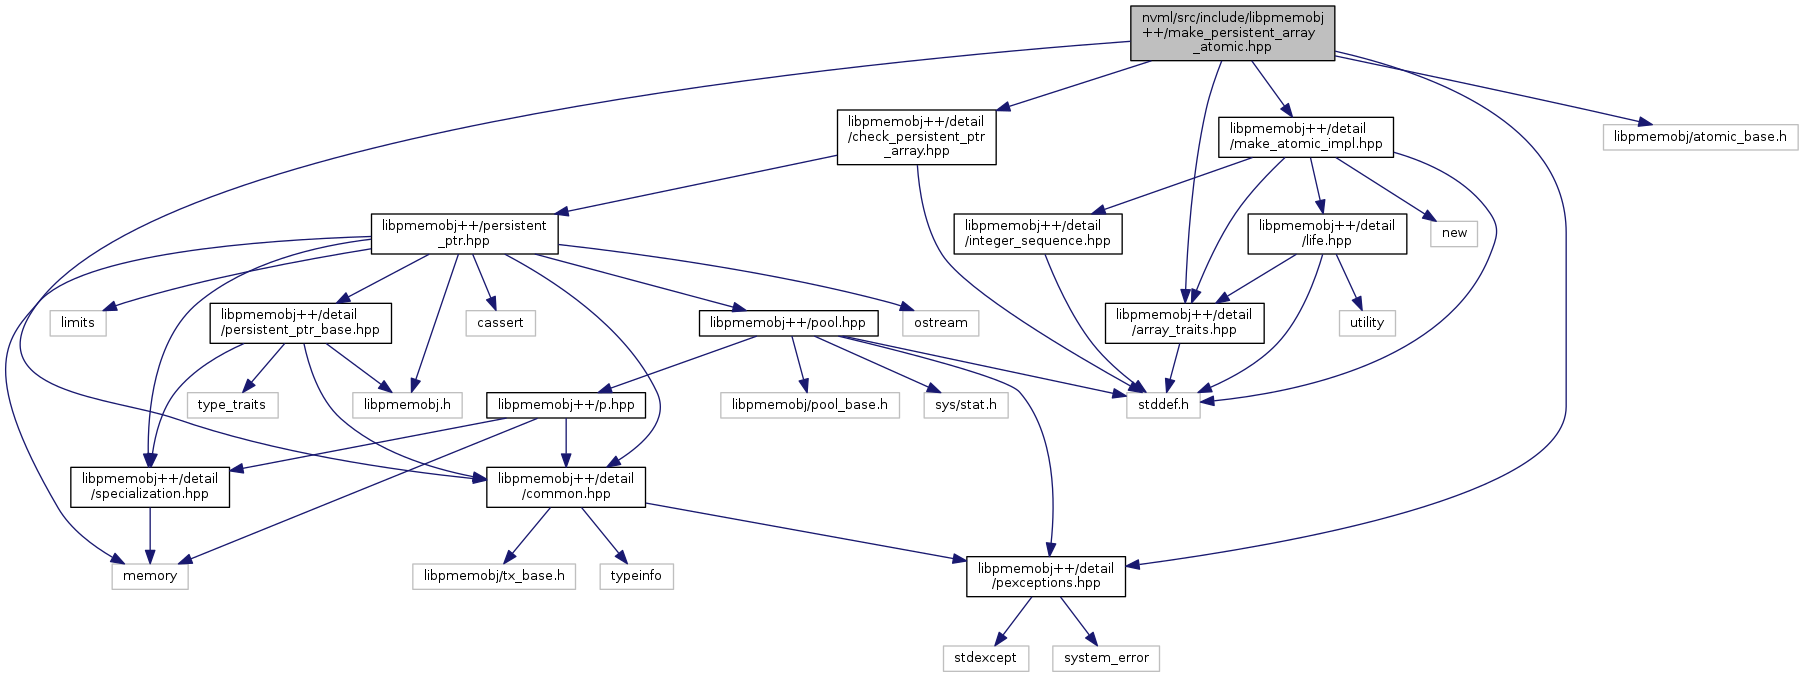 nvml/src/include/libpmemobj
++/make_persistent_array
_atomic.hpp
libpmemobj++/detail
/check_persistent_ptr
_array.hpp
libpmemobj++/detail
/make_atomic_impl.hpp
libpmemobj/atomic_base.h
libpmemobj++/persistent
_ptr.hpp
libpmemobj++/detail
/integer_sequence.hpp
libpmemobj++/detail
/life.hpp
new
limits
libpmemobj++/detail
/persistent_ptr_base.hpp
cassert
libpmemobj++/pool.hpp
ostream
libpmemobj++/detail
/array_traits.hpp
utility
type_traits
libpmemobj.h
libpmemobj++/p.hpp
libpmemobj/pool_base.h
sys/stat.h
stddef.h
libpmemobj++/detail
/specialization.hpp
libpmemobj++/detail
/common.hpp
memory
libpmemobj/tx_base.h
typeinfo
libpmemobj++/detail
/pexceptions.hpp
stdexcept
system_error